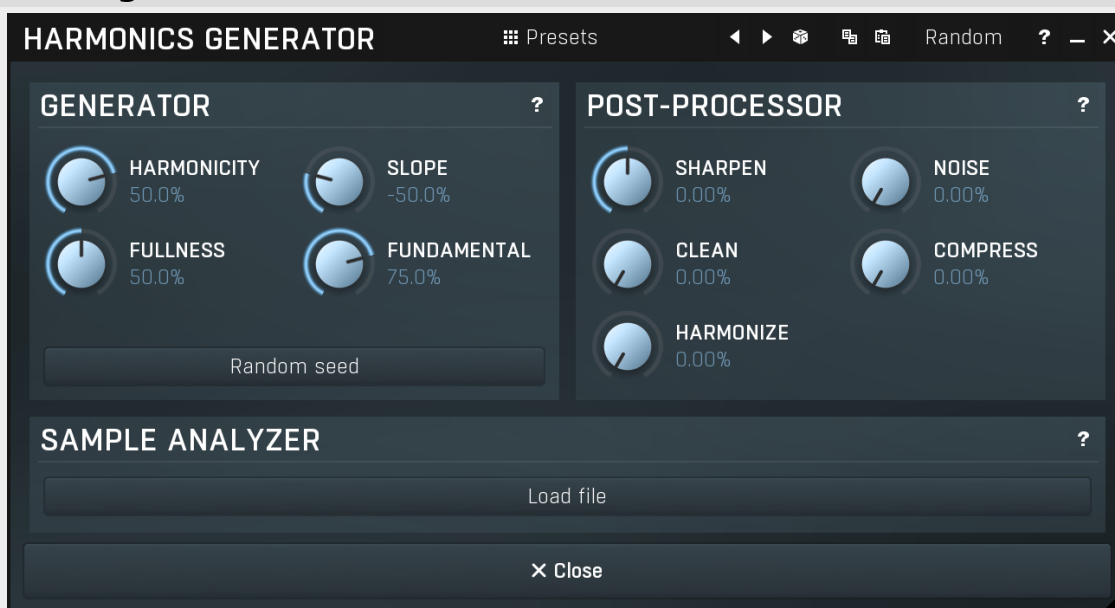 HARMONICS GENERATOR Presets Random ?
GENERATOR ?
HARMONICITY
50.0%
SLOPE
-50.0%
FULLNESS
50.0%
FUNDAMENTAL
75.0%
Random seed
POST-PROCESSOR ?
SHARPEN
0.00%
NOISE
0.00%
CLEAN
0.00%
COMPRESS
0.00%
HARMONIZE
0.00%
SAMPLE ANALYZER ?
Load file
Close